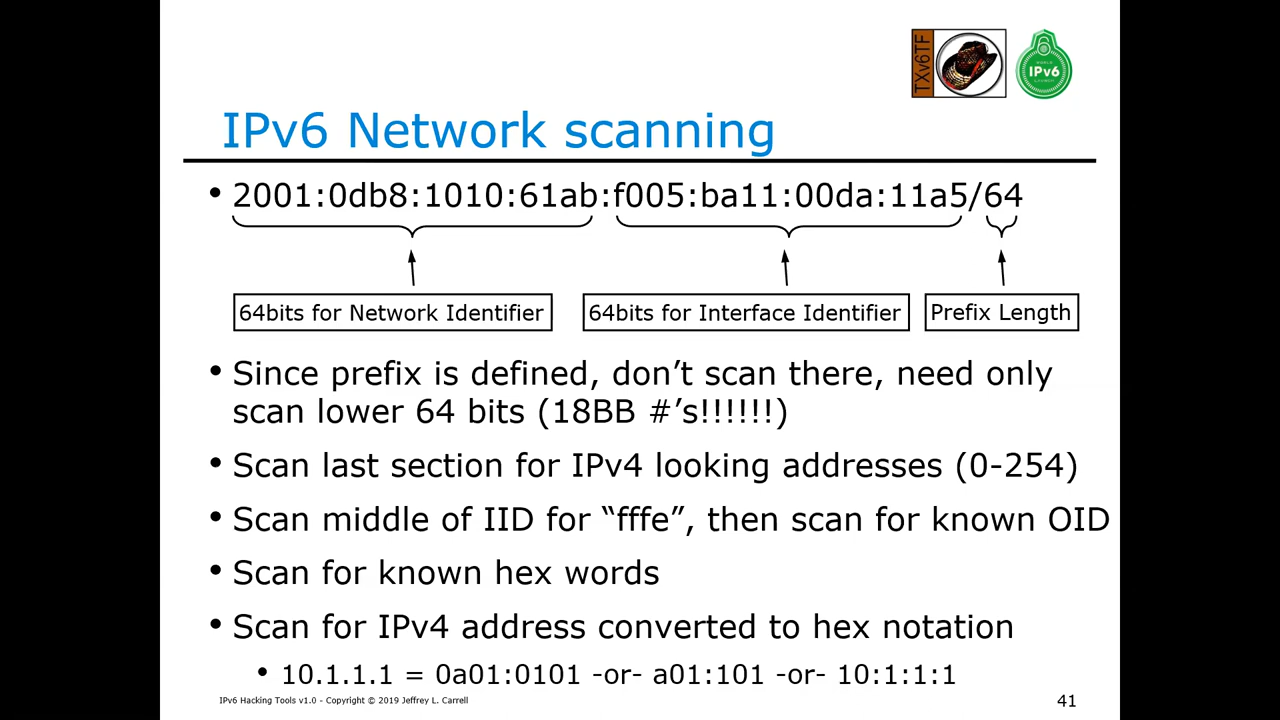 TXv6TF
WORLD
IPv6
LAUNCH
IPv6 Network scanning
• 2001:0db8:1010:61ab:f005:ba11:00da:11a5/64
64bits for Network Identifier
64bits for Interface Identifier
Prefix Length
• Since prefix is defined, don’t scan there, need only
scan lower 64 bits (18BB #’s!!!!!!)
• Scan last section for IPv4 looking addresses (0-254)
• Scan middle of IID for “fffe”, then scan for known OID
• Scan for known hex words
• Scan for IPv4 address converted to hex notation
• 10.1.1.1 = 0a01:0101 -or- a01:101 -or- 10:1:1:1
IPv6 Hacking Tools v1.0 - Copyright © 2019 Jeffrey L. Carrell
41